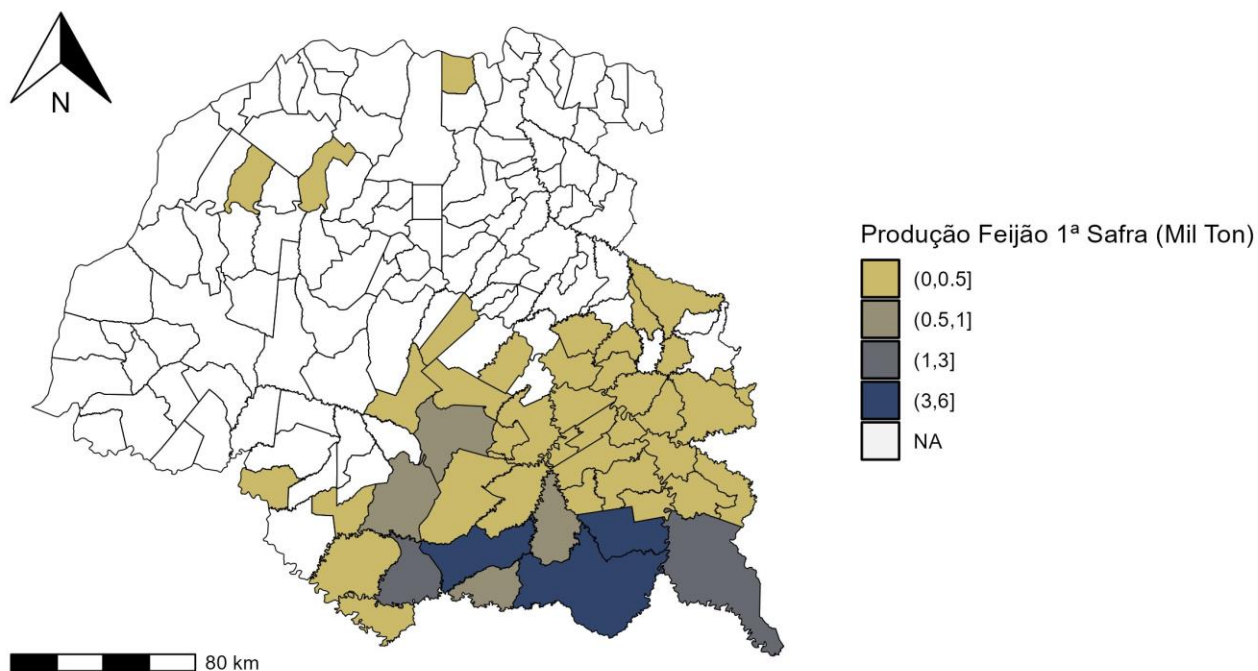 N
Produção Feijão 1ª Safra (Mil Ton)
(0,0.5]
(0.5,1]
(1,3]
(3,6]
NA
80 km